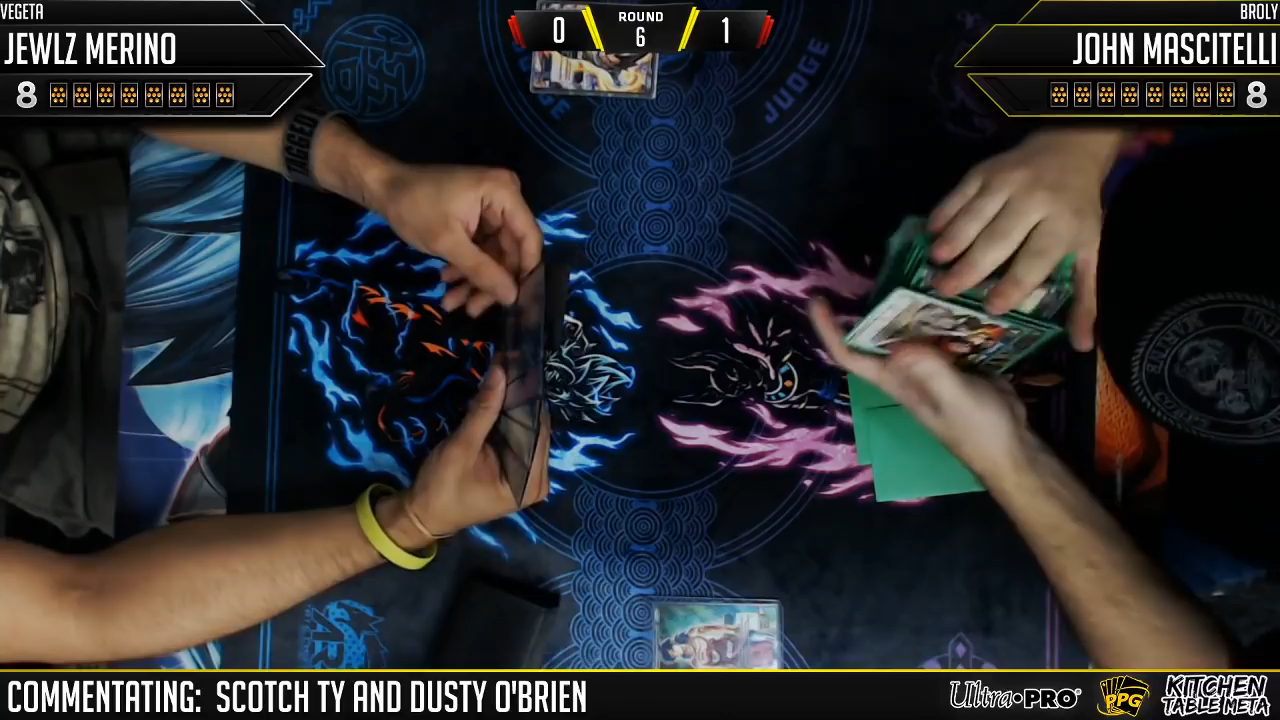 VEGETA
JEWLZ MERINO
8
0
ROUND
6
1
BROLY
JOHN MASCITELLI
8
JUDGE
COMMENTATING: SCOTCH TY AND DUSTY O'BRIEN
Ultra•PRO®
PPG
KITCHEN
TABLE META